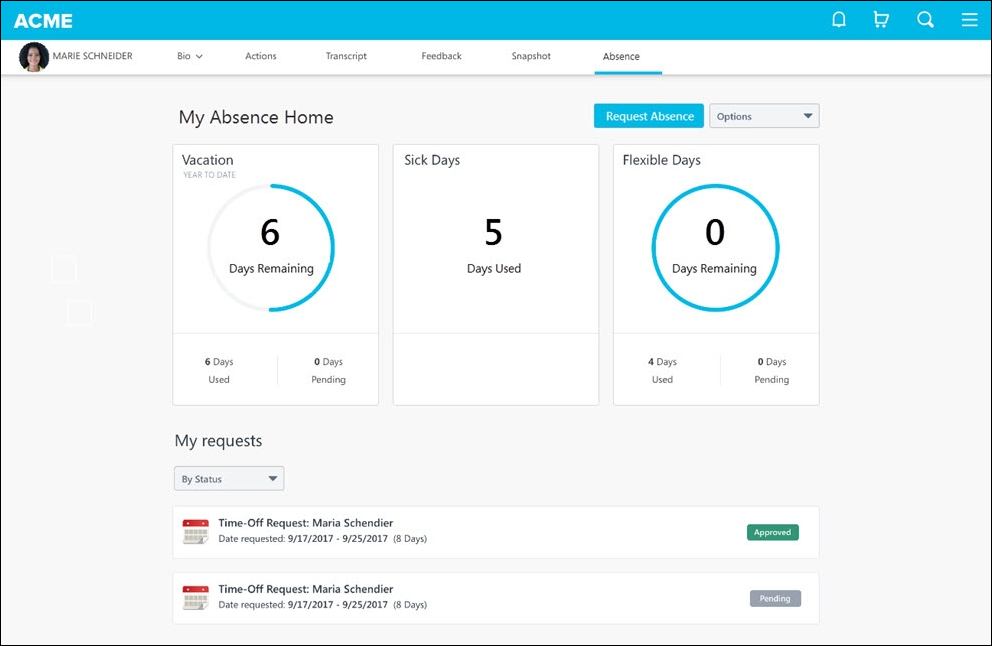 ACME
MARIE SCHNEIDER Bio Actions Transcript Feedback Snapshot Absence
My Absence Home
Request Absence Options
Vacation
YEAR TO DATE
6
Days Remaining
6 Days
Used
0 Days
Pending
Sick Days
5
Days Used
Flexible Days
0
Days Remaining
4 Days
Used
0 Days
Pending
My requests
By Status
Time-Off Request: Maria Schendier
Date requested: 9/17/2017 - 9/25/2017 (8 Days)
Approved
Time-Off Request: Maria Schendier
Date requested: 9/17/2017 - 9/25/2017 (8 Days)
Pending